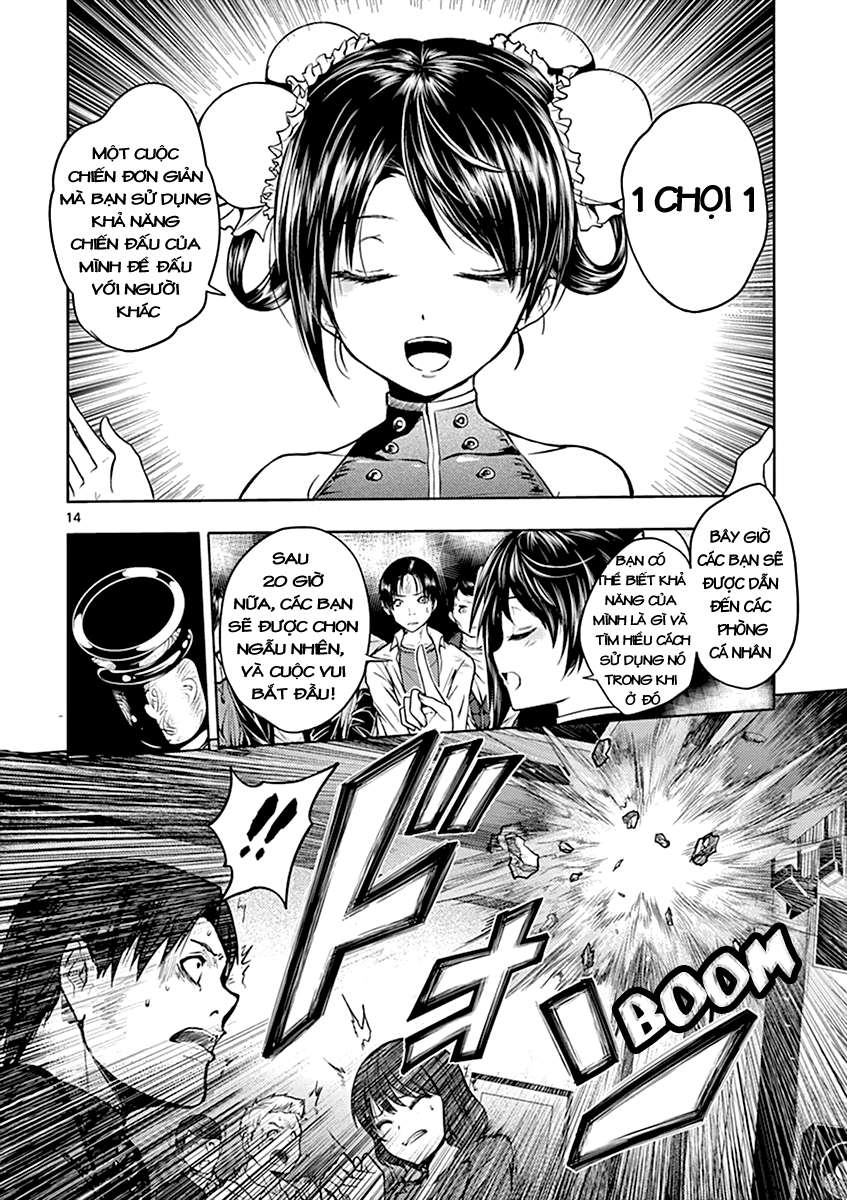 1 CHỌI 1
MỘT CUỘC
CHIẾN ĐƠN GIẢN
MÀ BẠN SỬ DỤNG
KHẢ NĂNG
CHIẾN ĐẤU CỦA
MÌNH ĐỂ ĐẤU
VỚI NGƯỜI
KHÁC
14
BÂY GIỜ
CÁC BẠN SẼ
ĐƯỢC DẪN
ĐẾN CÁC
PHÒNG
CÁ NHÂN
BẠN CÓ
THỂ BIẾT KHẢ
NĂNG CỦA
MÌNH LÀ GÌ VÀ
TÌM HIỂU CÁCH
SỬ DỤNG NÓ
TRONG KHI
Ở ĐÓ
SAU
20 GIỜ
NỮA, CÁC BẠN
SẼ ĐƯỢC CHỌN
NGẪU NHIÊN,
VÀ CUỘC VUI
BẮT ĐẦU!
!!
ドォン
BOOM